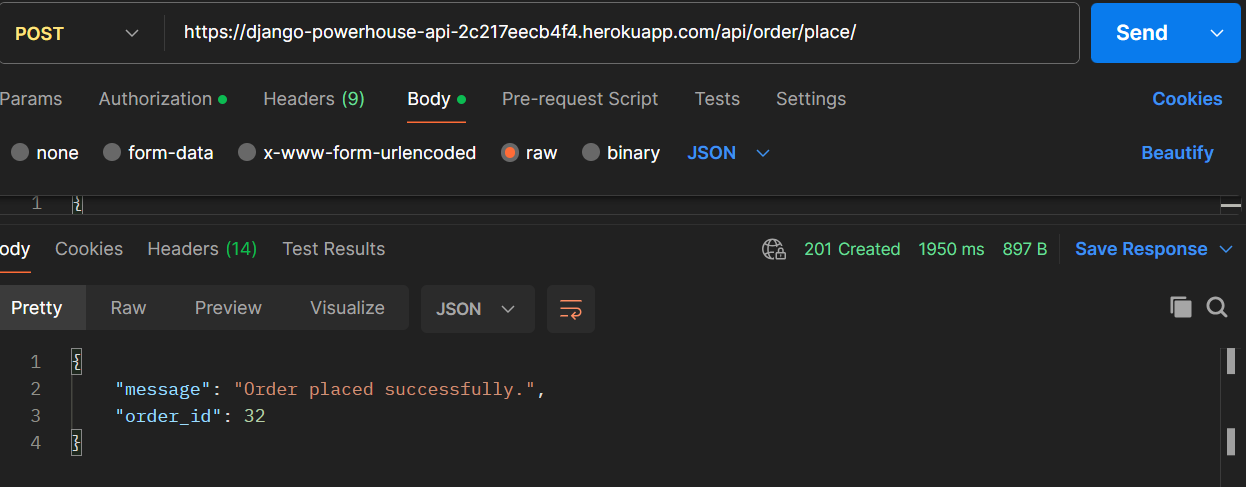 POST https://django-powerhouse-api-2c217eecb4f4.herokuapp.com/api/order/place/ Send
Params Authorization Headers (9) Body Pre-request Script Tests Settings Cookies
none form-data x-www-form-urlencoded raw binary JSON Beautify
1 {
ody Cookies Headers (14) Test Results 201 Created 1950 ms 897 B Save Response
Pretty Raw Preview Visualize JSON
1 {
2 "message": "Order placed successfully.",
3 "order_id": 32
4 }